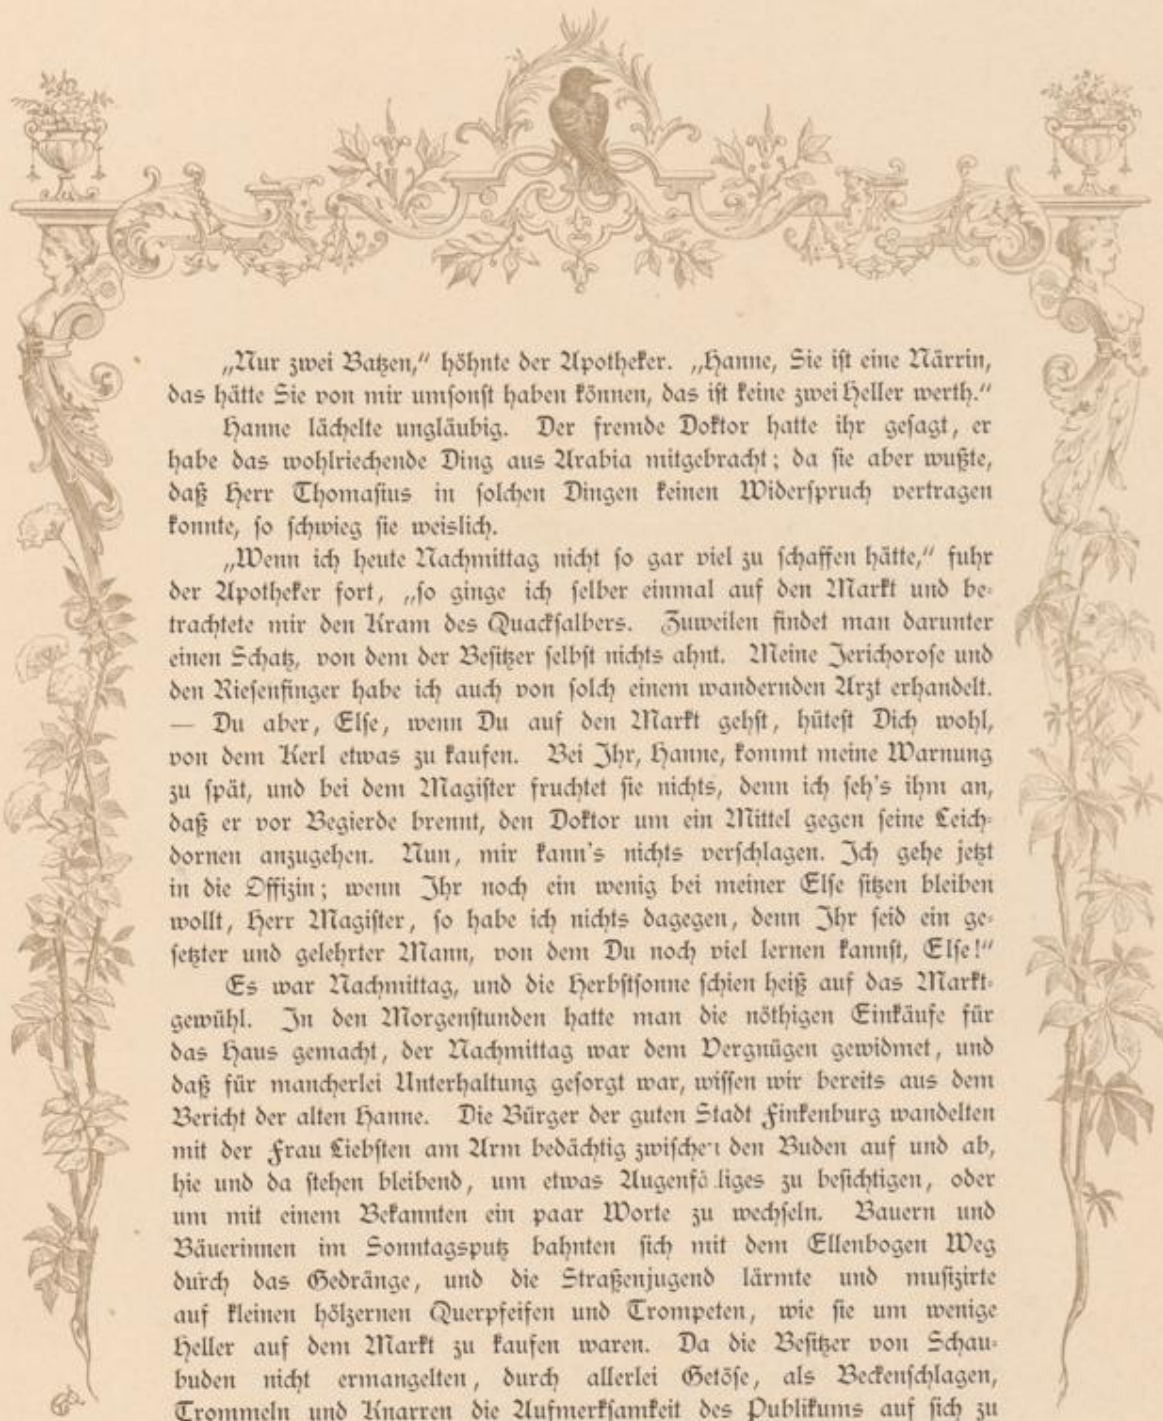 „Nur zwei Batzen,“ höhnte der Apotheker. „Hanne, Sie ist eine Närrin,
das hätte Sie von mir umsonst haben können, das ist keine zwei Heller werth.“
Hanne lächelte ungläubig. Der fremde Doktor hatte ihr gesagt, er
habe das wohlriechende Ding aus Arabia mitgebracht; da sie aber wußte,
daß Herr Thomasius in solchen Dingen keinen Widerspruch vertragen
konnte, so schwieg sie weislich.
„Wenn ich heute Nachmittag nicht so gar viel zu schaffen hätte,“ fuhr
der Apotheker fort, „so ginge ich selber einmal auf den Markt und be-
trachtete mir den Kram des Quacksalbers. Zuweilen findet man darunter
einen Schatz, von dem der Besitzer selbst nichts ahnt. Meine Jerichorose und
den Riesenfinger habe ich auch von solch einem wandernden Arzt erhandelt.
— Du aber, Else, wenn Du auf den Markt gehst, hütest Dich wohl,
von dem Kerl etwas zu kaufen. Bei Ihr, Hanne, kommt meine Warnung
zu spät, und bei dem Magister fruchtet sie nichts, denn ich seh's ihm an,
daß er vor Begierde brennt, den Doktor um ein Mittel gegen seine Leich-
dornen anzugehen. Nun, mir kann's nichts verschlagen. Ich gehe jetzt
in die Offizin; wenn Ihr noch ein wenig bei meiner Else sitzen bleiben
wollt, Herr Magister, so habe ich nichts dagegen, denn Ihr seid ein ge-
setzter und gelehrter Mann, von dem Du noch viel lernen kannst, Else!“
Es war Nachmittag, und die Herbstsonne schien heiß auf das Markt-
gewühl. In den Morgenstunden hatte man die nöthigen Einkäufe für
das Haus gemacht, der Nachmittag war dem Vergnügen gewidmet, und
daß für mancherlei Unterhaltung gesorgt war, wissen wir bereits aus dem
Bericht der alten Hanne. Die Bürger der guten Stadt Finkenburg wandelten
mit der Frau Liebsten am Arm bedächtig zwischen den Buden auf und ab,
hie und da stehen bleibend, um etwas Augenfälliges zu besichtigen, oder
um mit einem Bekannten ein paar Worte zu wechseln. Bauern und
Bäuerinnen im Sonntagsputz bahnten sich mit dem Ellenbogen Weg
durch das Gedränge, und die Straßenjugend lärmte und musizirte
auf kleinen hölzernen Querpfeifen und Trompeten, wie sie um wenige
Heller auf dem Markt zu kaufen waren. Da die Besitzer von Schau-
buden nicht ermangelten, durch allerlei Getöse, als Beckenschlagen,
Trommeln und Knarren die Aufmerksamkeit des Publikums auf sich zu